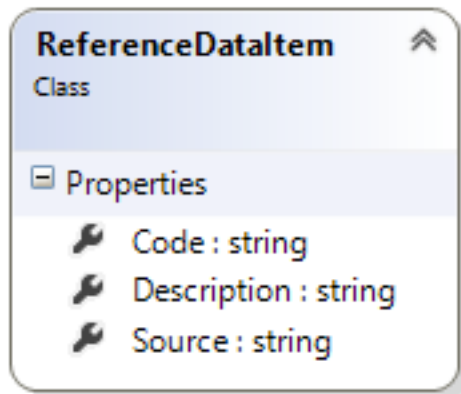 ReferenceDataItem
Class
Properties
Code : string
Description : string
Source : string